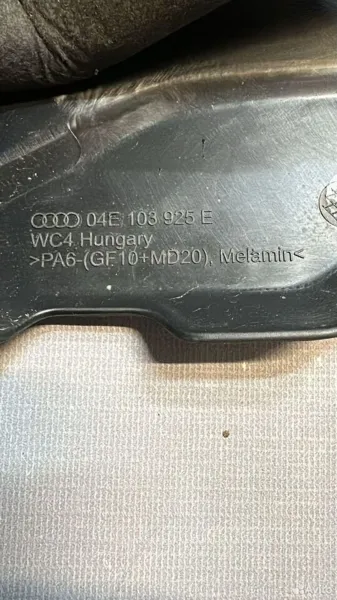 04E 103 925 E
WC4 Hungary
>PA6-(GF10+MD20), Melamin<